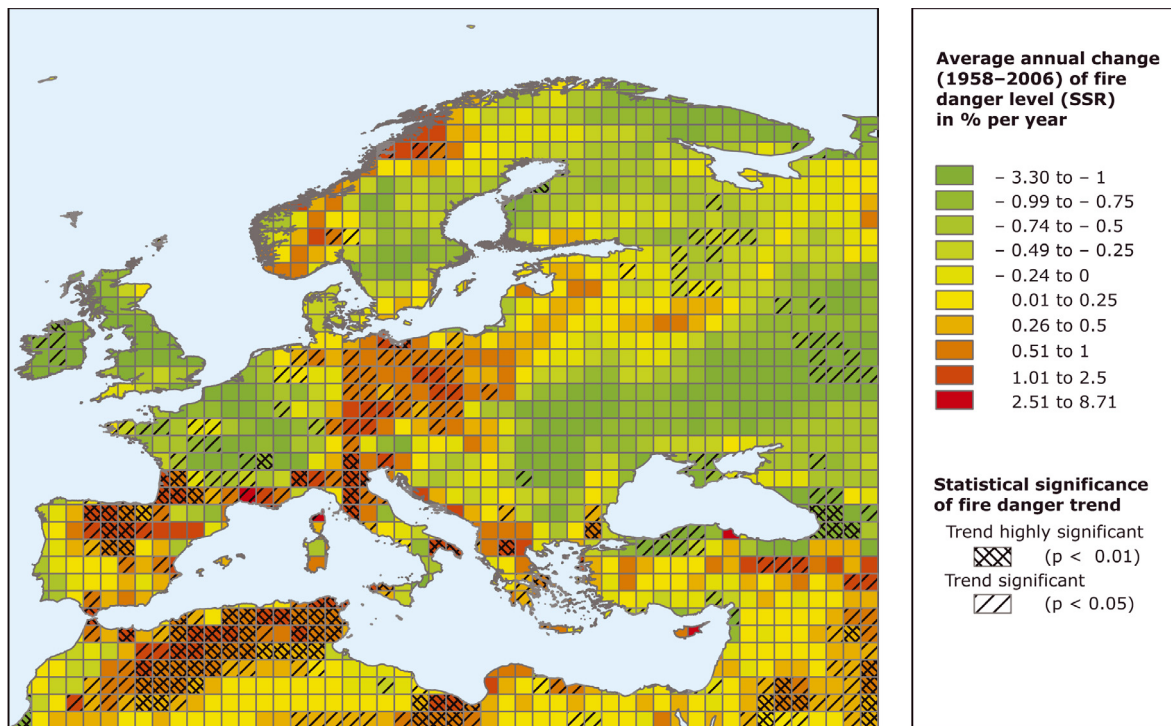 Average annual change
(1958–2006) of fire
danger level (SSR)
in % per year
– 3.30 to – 1
– 0.99 to – 0.75
– 0.74 to – 0.5
– 0.49 to – 0.25
– 0.24 to 0
0.01 to 0.25
0.26 to 0.5
0.51 to 1
1.01 to 2.5
2.51 to 8.71
Statistical significance
of fire danger trend
Trend highly significant
(p < 0.01)
Trend significant
(p < 0.05)